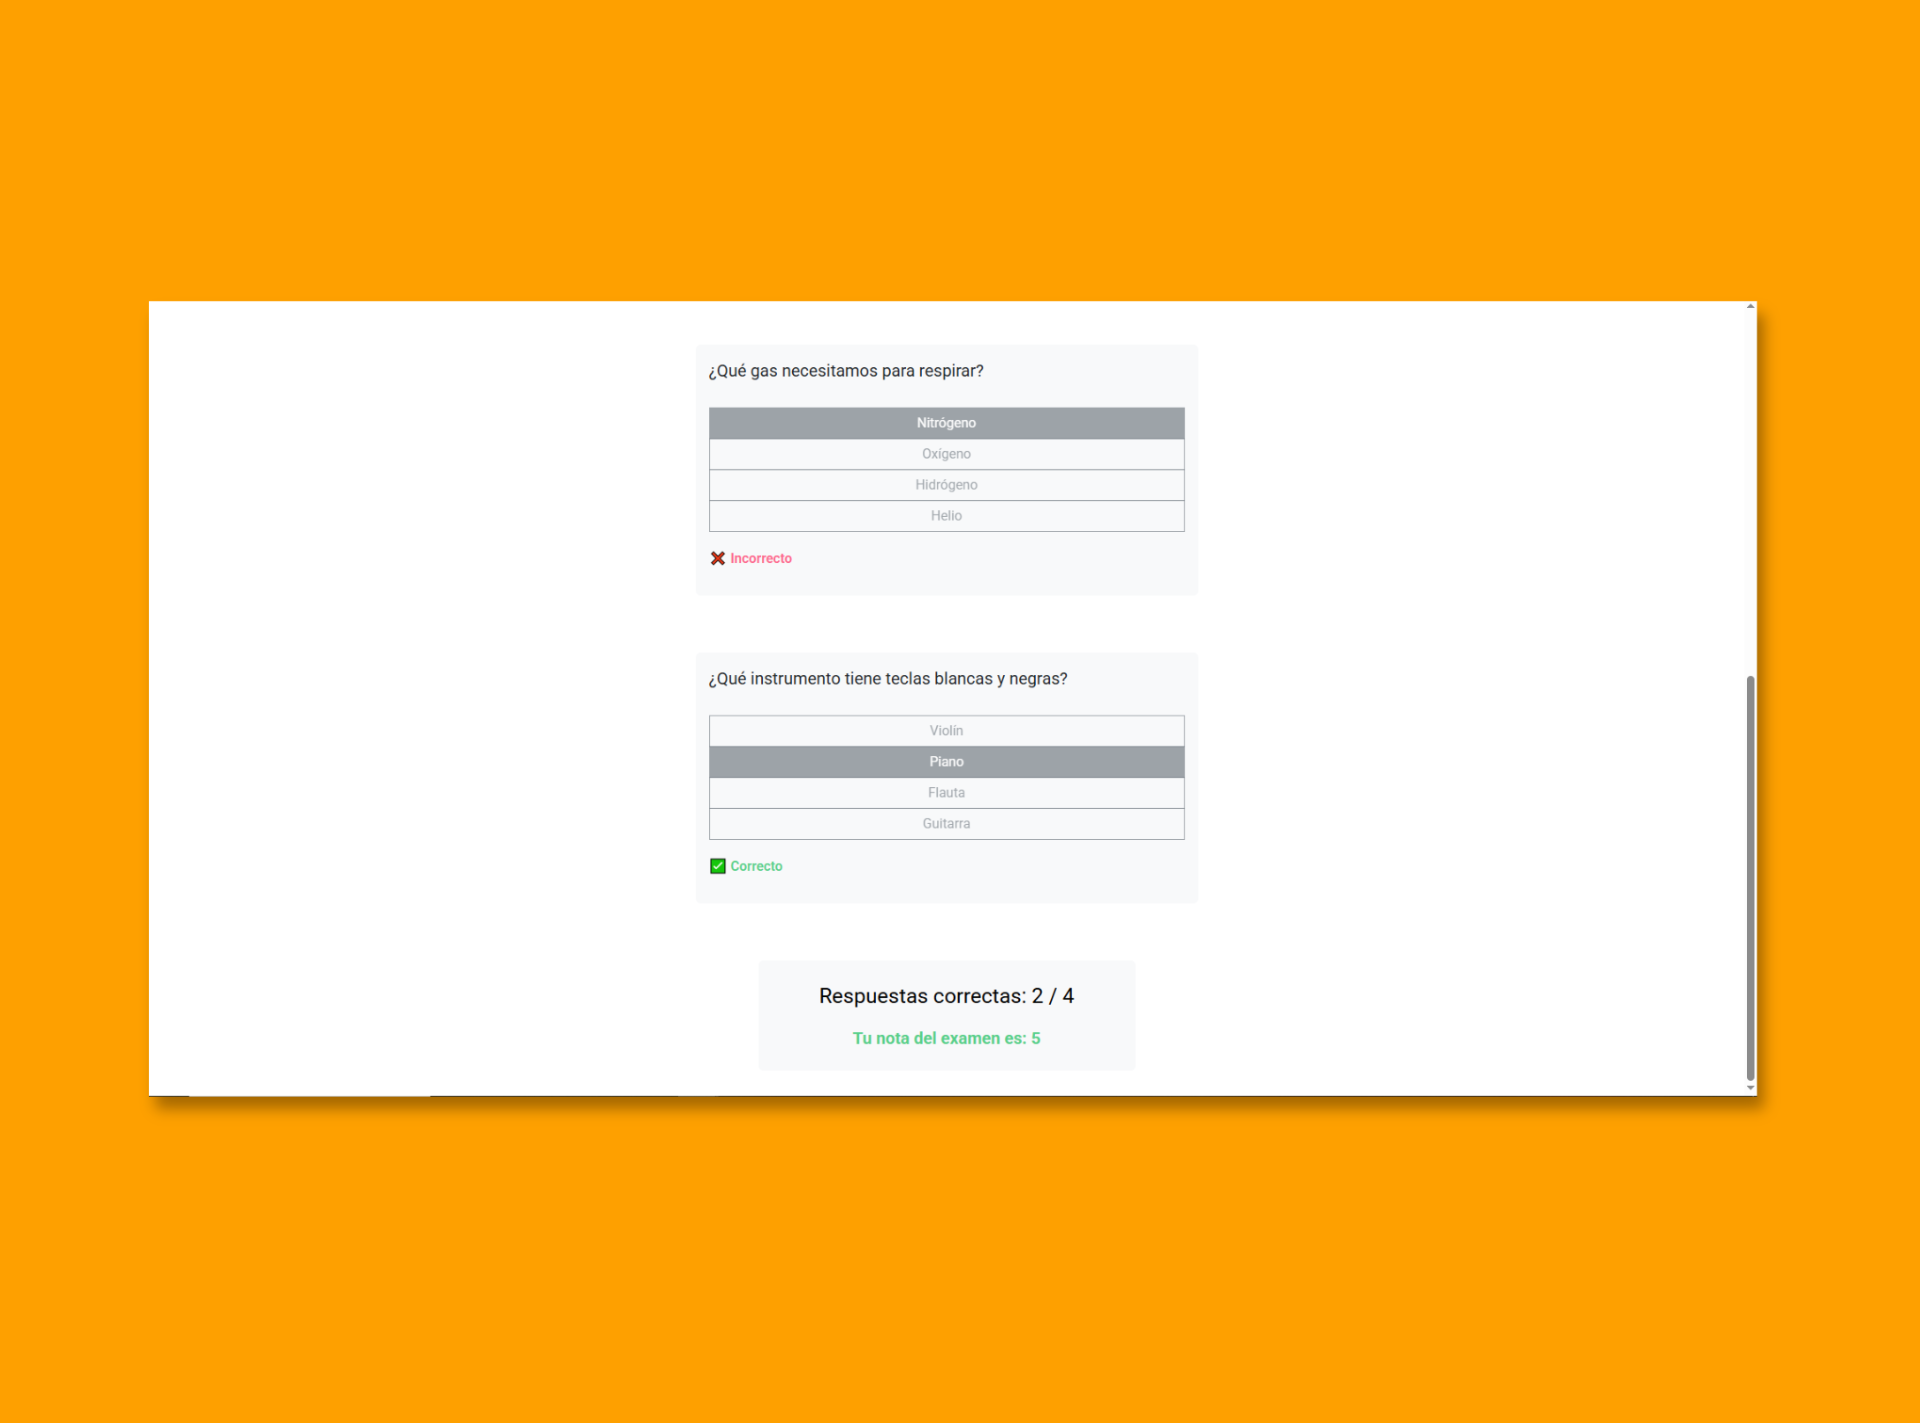 ¿Qué gas necesitamos para respirar?
Nitrógeno
Oxígeno
Hidrógeno
Helio
Incorrecto
¿Qué instrumento tiene teclas blancas y negras?
Violín
Piano
Flauta
Guitarra
Correcto
Respuestas correctas: 2 / 4
Tu nota del examen es: 5